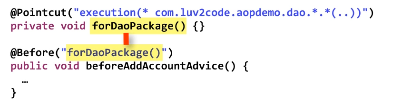 @Pointcut("execution(* com.luv2code.aopdemo.dao.*.*(..))")
private void forDaoPackage() {}
@Before("forDaoPackage()")
public void beforeAddAccountAdvice() {
…
}